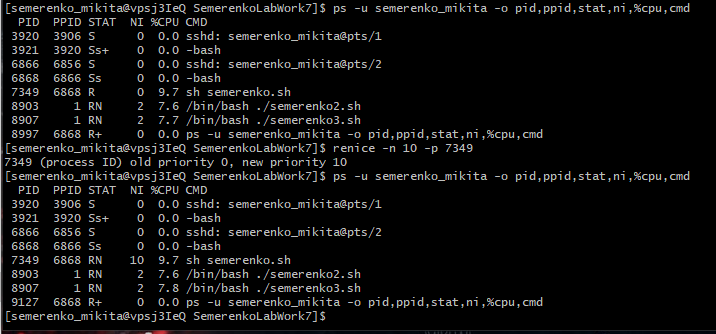 [semerenko_mikita@vpsj3IeQ SemerenkoLabWork7]$ ps -u semerenko_mikita -o pid,ppid,stat,ni,%cpu,cmd
  PID  PPID STAT  NI %CPU CMD
 3920  3906 S      0  0.0 sshd: semerenko_mikita@pts/1
 3921  3920 Ss+    0  0.0 -bash
 6866  6856 S      0  0.0 sshd: semerenko_mikita@pts/2
 6868  6866 Ss     0  0.0 -bash
 7349  6868 R      0  9.7 sh semerenko.sh
 8903     1 RN     2  7.6 /bin/bash ./semerenko2.sh
 8907     1 RN     2  7.7 /bin/bash ./semerenko3.sh
 8997  6868 R+     0  0.0 ps -u semerenko_mikita -o pid,ppid,stat,ni,%cpu,cmd
[semerenko_mikita@vpsj3IeQ SemerenkoLabWork7]$ renice -n 10 -p 7349
7349 (process ID) old priority 0, new priority 10
[semerenko_mikita@vpsj3IeQ SemerenkoLabWork7]$ ps -u semerenko_mikita -o pid,ppid,stat,ni,%cpu,cmd
  PID  PPID STAT  NI %CPU CMD
 3920  3906 S      0  0.0 sshd: semerenko_mikita@pts/1
 3921  3920 Ss+    0  0.0 -bash
 6866  6856 S      0  0.0 sshd: semerenko_mikita@pts/2
 6868  6866 Ss     0  0.0 -bash
 7349  6868 RN    10  9.7 sh semerenko.sh
 8903     1 RN     2  7.6 /bin/bash ./semerenko2.sh
 8907     1 RN     2  7.8 /bin/bash ./semerenko3.sh
 9127  6868 R+     0  0.0 ps -u semerenko_mikita -o pid,ppid,stat,ni,%cpu,cmd
[semerenko_mikita@vpsj3IeQ SemerenkoLabWork7]$